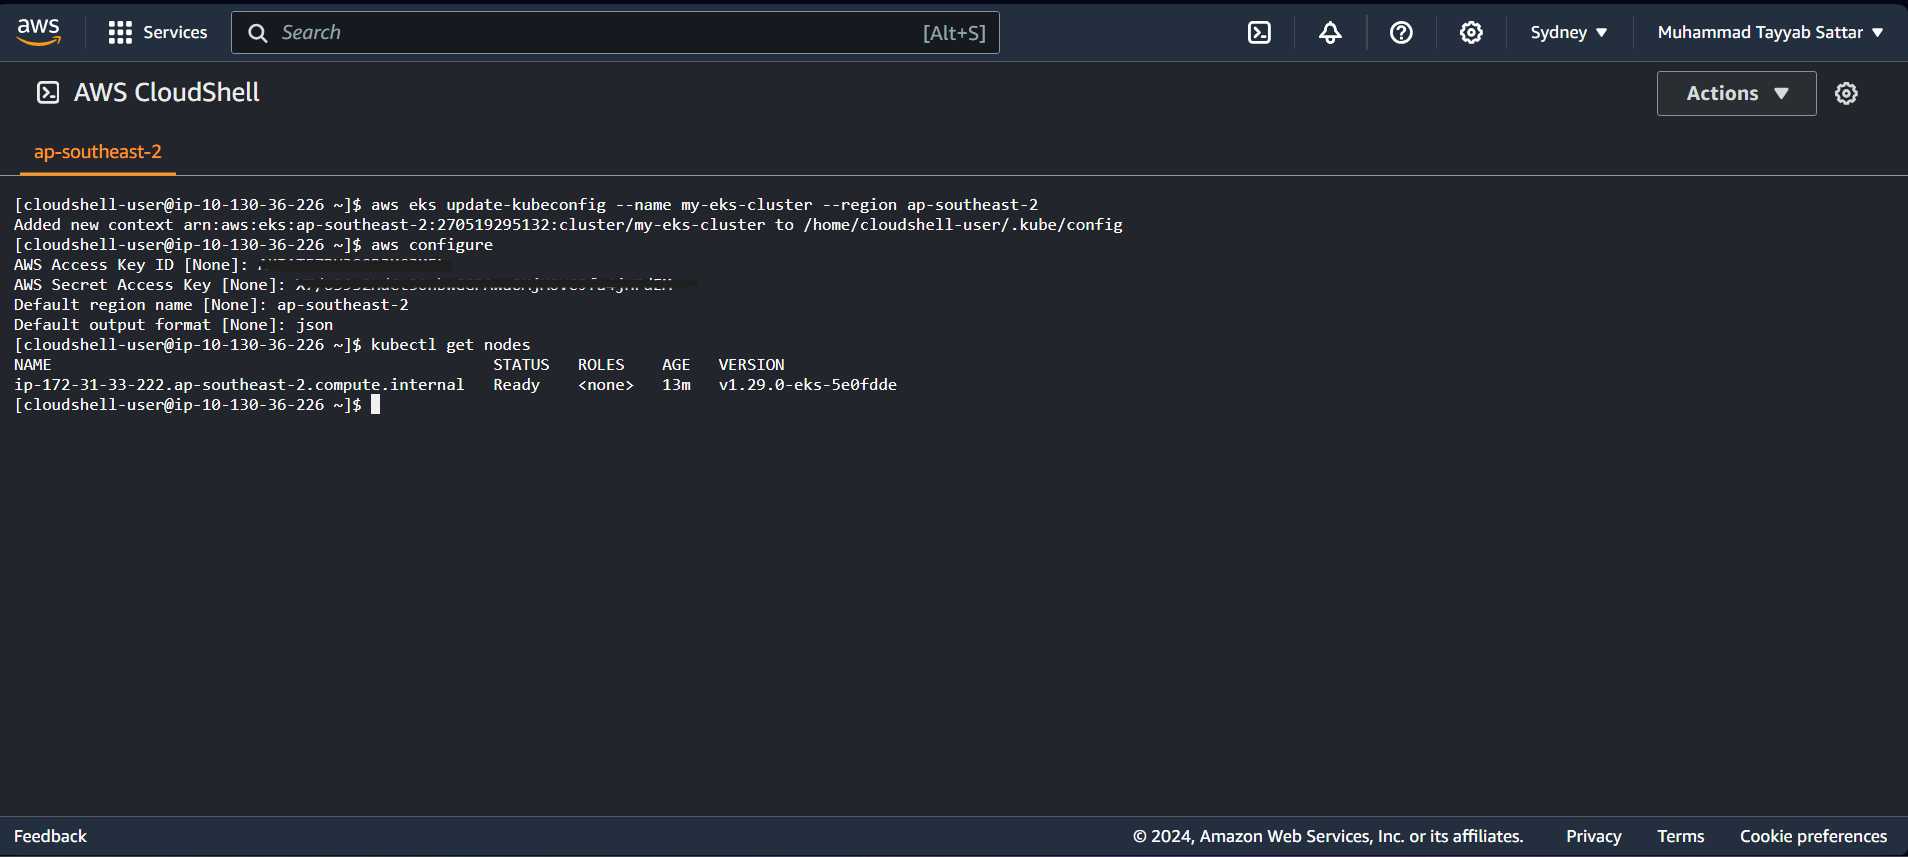 aws
Services
Search
[Alt+S]
Sydney
Muhammad Tayyab Sattar
AWS CloudShell
Actions
ap-southeast-2
[cloudshell-user@ip-10-130-36-226 ~]$ aws eks update-kubeconfig --name my-eks-cluster --region ap-southeast-2
Added new context arn:aws:eks:ap-southeast-2:270519295132:cluster/my-eks-cluster to /home/cloudshell-user/.kube/config
[cloudshell-user@ip-10-130-36-226 ~]$ aws configure
AWS Access Key ID [None]:
AWS Secret Access Key [None]:
Default region name [None]: ap-southeast-2
Default output format [None]: json
[cloudshell-user@ip-10-130-36-226 ~]$ kubectl get nodes
NAME STATUS ROLES AGE VERSION
ip-172-31-33-222.ap-southeast-2.compute.internal Ready <none> 13m v1.29.0-eks-5e0fdde
[cloudshell-user@ip-10-130-36-226 ~]$
Feedback
© 2024, Amazon Web Services, Inc. or its affiliates.
Privacy
Terms
Cookie preferences